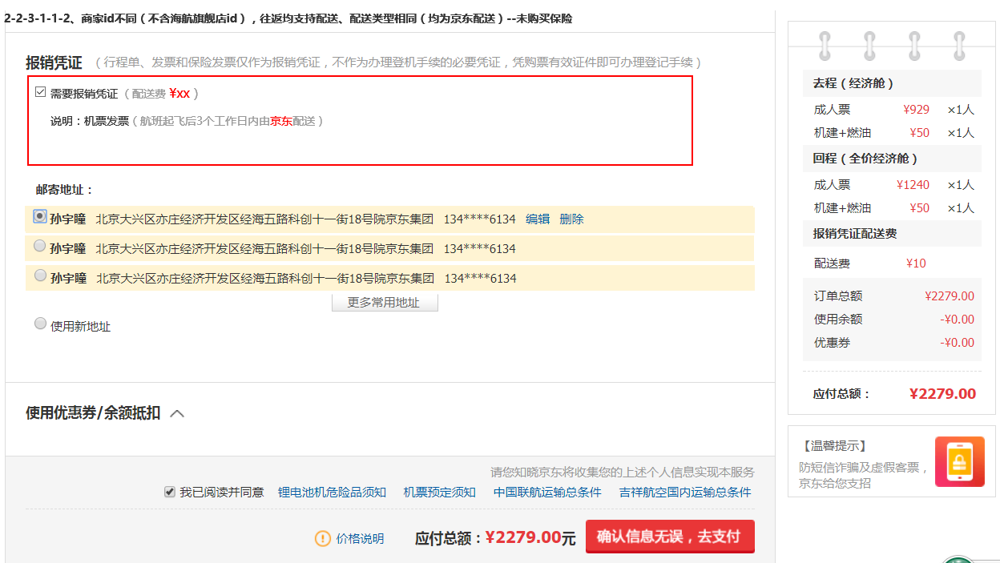 2-2-3-1-1-2、商家id不同（不含海航旗舰店id），往返均支持配送、配送类型相同（均为京东配送）--未购买保险
报销凭证 （行程单、发票和保险发票仅作为报销凭证，不作为办理登机手续的必要凭证，凭购票有效证件即可办理登记手续）
需要报销凭证（配送费 ¥xx ）
说明：机票发票（航班起飞后3个工作日内由京东配送）
邮寄地址：
孙宇曈 北京大兴区亦庄经济开发区经海五路科创十一街18号院京东集团 134****6134 编辑 删除
孙宇曈 北京大兴区亦庄经济开发区经海五路科创十一街18号院京东集团 134****6134
孙宇曈 北京大兴区亦庄经济开发区经海五路科创十一街18号院京东集团 134****6134
更多常用地址
使用新地址
使用优惠券/余额抵扣
请您知晓京东将收集您的上述个人信息实现本服务
我已阅读并同意 锂电池机危险品须知 机票预定须知 中国联航运输总条件 吉祥航空国内运输总条件
价格说明 应付总额：¥2279.00元 确认信息无误，去支付
去程（经济舱）
成人票 ¥929 ×1人
机建+燃油 ¥50 ×1人
回程（全价经济舱）
成人票 ¥1240 ×1人
机建+燃油 ¥50 ×1人
报销凭证配送费
配送费 ¥10
订单总额 ¥2279.00
使用余额 -¥0.00
优惠券 -¥0.00
应付总额： ¥2279.00
【温馨提示】
防短信诈骗及虚假客票，
京东给您支招